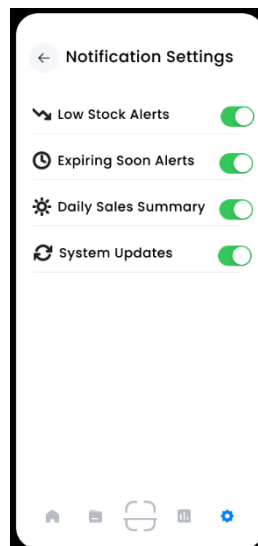 Notification Settings
Low Stock Alerts
Expiring Soon Alerts
Daily Sales Summary
System Updates